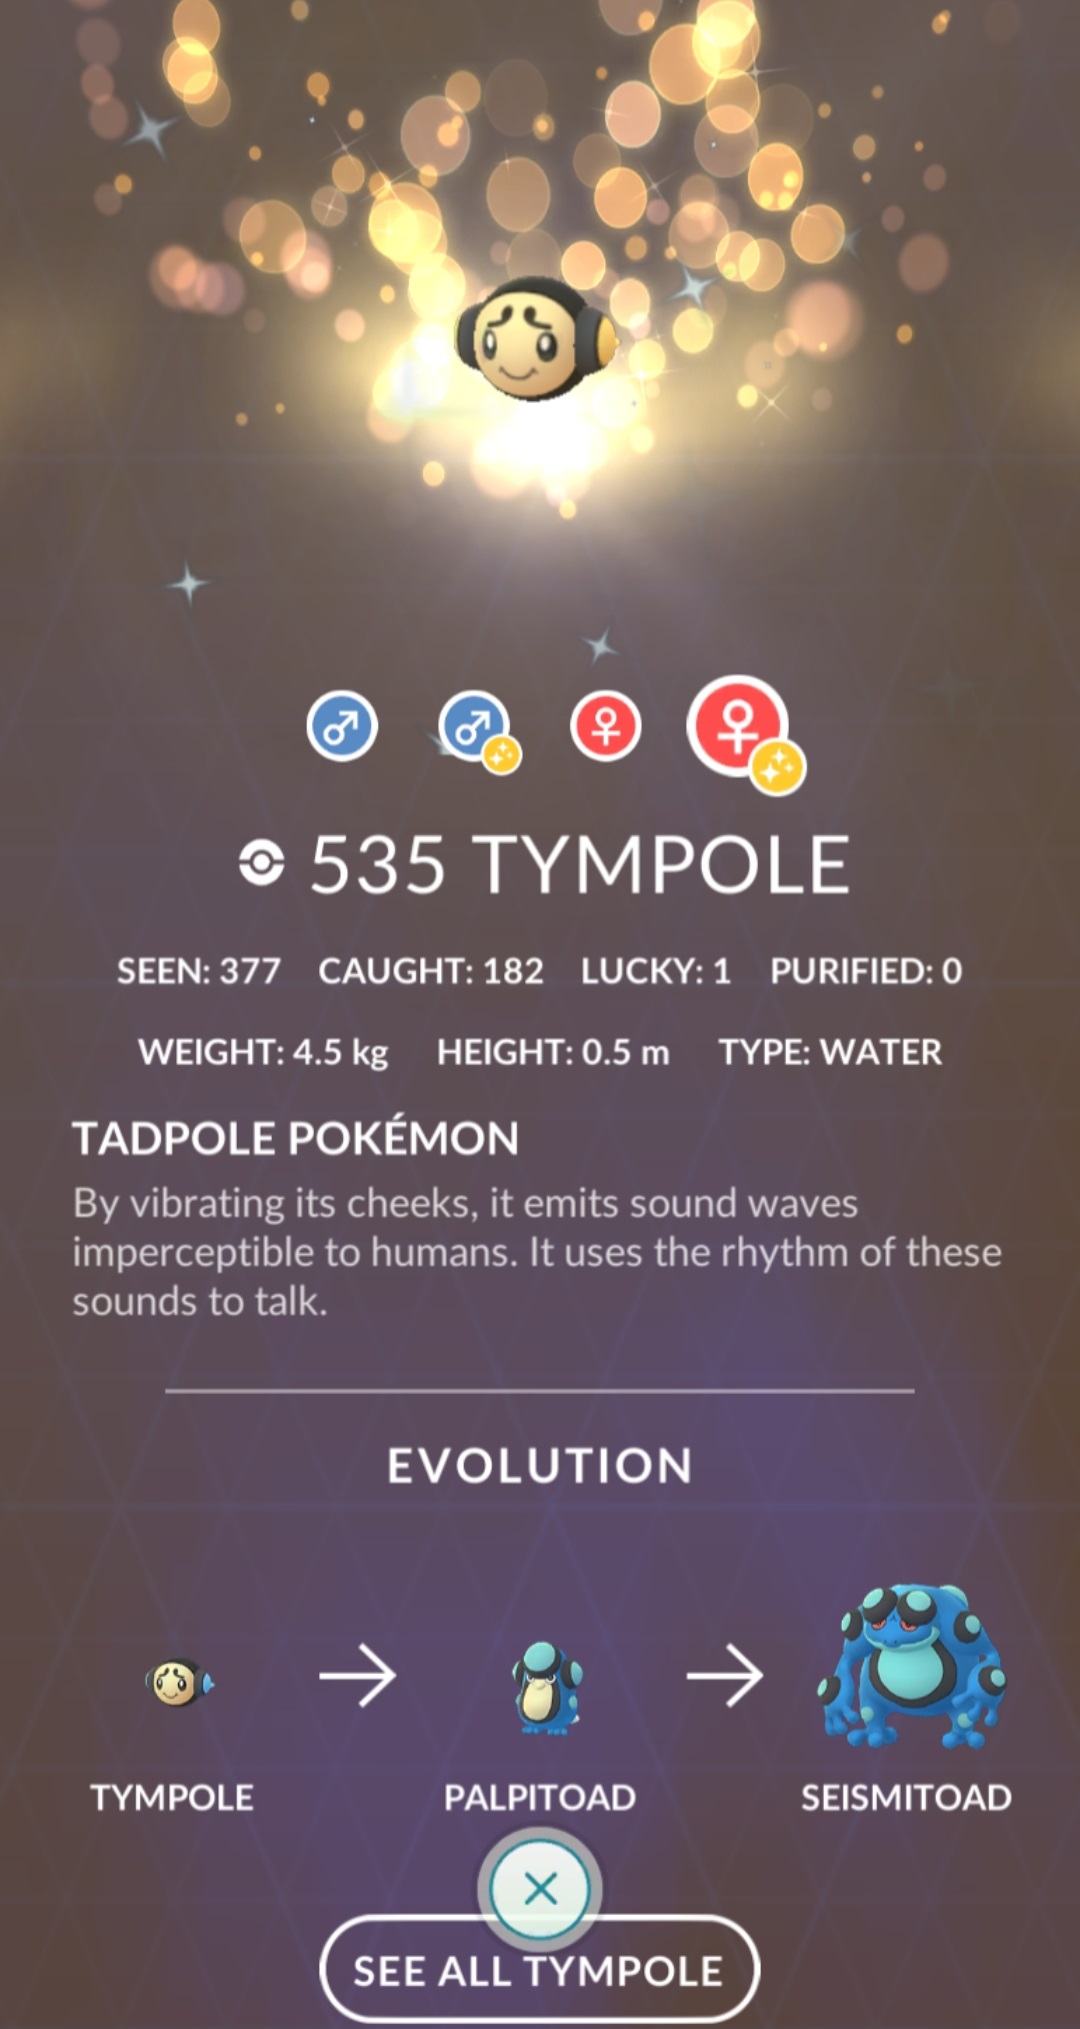 535 TYMPOLE
SEEN: 377 CAUGHT: 182 LUCKY: 1 PURIFIED: 0
WEIGHT: 4.5 kg HEIGHT: 0.5 m TYPE: WATER
TADPOLE POKÉMON
By vibrating its cheeks, it emits sound waves
imperceptible to humans. It uses the rhythm of these
sounds to talk.
EVOLUTION
TYMPOLE PALPITOAD SEISMITOAD
SEE ALL TYMPOLE